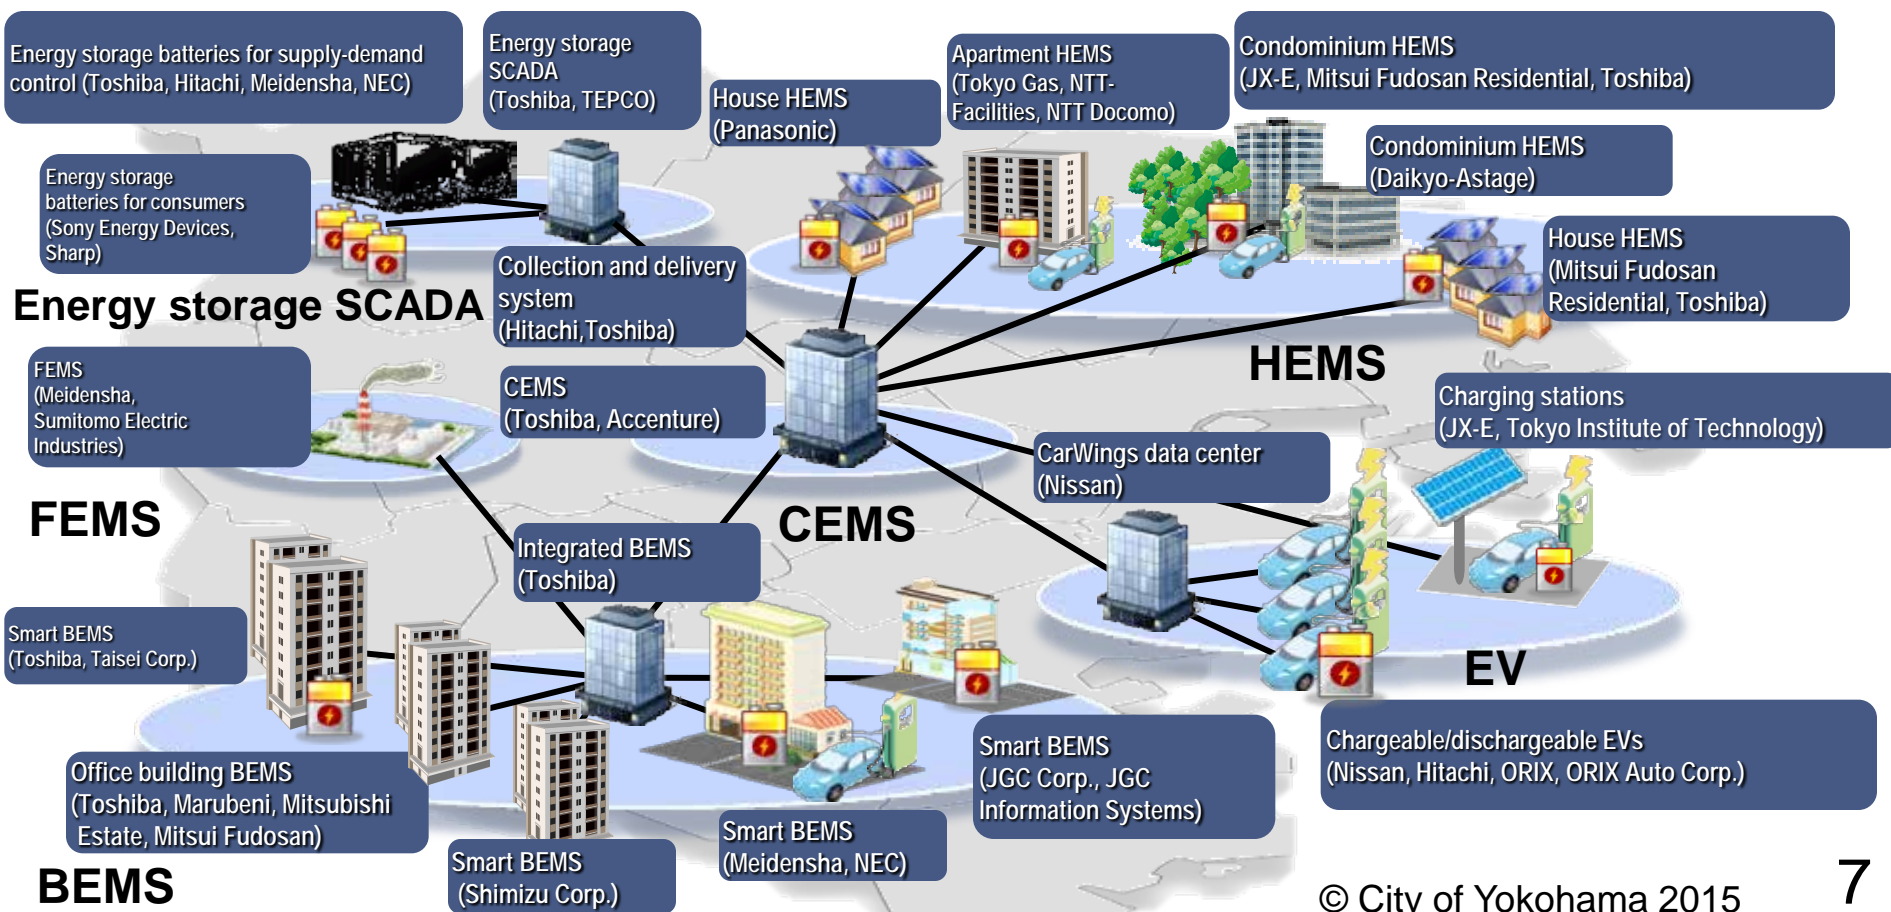 Energy storage batteries for supply-demand
control (Toshiba, Hitachi, Meidensha, NEC)
Energy storage
SCADA
(Toshiba, TEPCO)
House HEMS
(Panasonic)
Apartment HEMS
(Tokyo Gas, NTT-
Facilities, NTT Docomo)
Condominium HEMS
(JX-E, Mitsui Fudosan Residential, Toshiba)
Condominium HEMS
(Daikyo-Astage)
Energy storage
batteries for consumers
(Sony Energy Devices,
Sharp)
Energy storage SCADA
Collection and delivery
system
(Hitachi,Toshiba)
House HEMS
(Mitsui Fudosan
Residential, Toshiba)
HEMS
FEMS
(Meidensha,
Sumitomo Electric
Industries)
FEMS
CEMS
(Toshiba, Accenture)
CEMS
Charging stations
(JX-E, Tokyo Institute of Technology)
CarWings data center
(Nissan)
Integrated BEMS
(Toshiba)
Smart BEMS
(Toshiba, Taisei Corp.)
EV
Chargeable/dischargeable EVs
(Nissan, Hitachi, ORIX, ORIX Auto Corp.)
Office building BEMS
(Toshiba, Marubeni, Mitsubishi
Estate, Mitsui Fudosan)
Smart BEMS
(JGC Corp., JGC
Information Systems)
Smart BEMS
(Meidensha, NEC)
Smart BEMS
(Shimizu Corp.)
BEMS
© City of Yokohama 2015
7